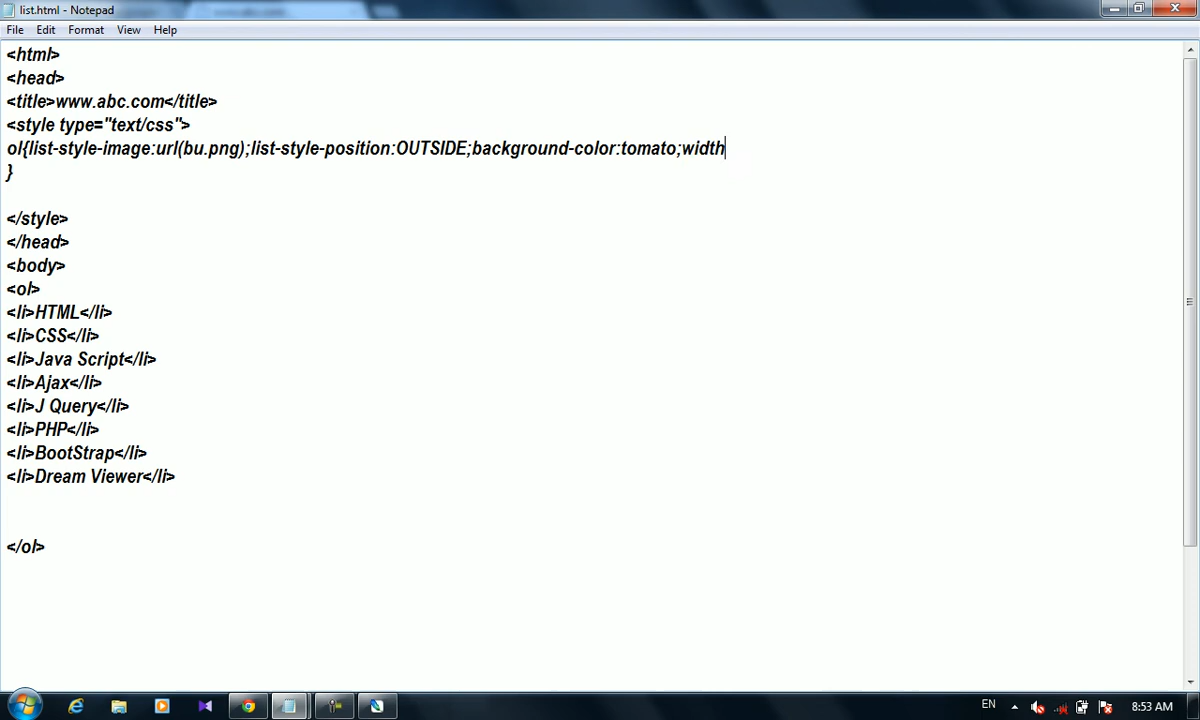 list.html - Notepad
File Edit Format View Help
<html>
<head>
<title>www.abc.com</title>
<style type="text/css">
ol{list-style-image:url(bu.png);list-style-position:OUTSIDE;background-color:tomato;width
}
</style>
</head>
<body>
<ol>
<li>HTML</li>
<li>CSS</li>
<li>Java Script</li>
<li>Ajax</li>
<li>J Query</li>
<li>PHP</li>
<li>BootStrap</li>
<li>Dream Viewer</li>
</ol>
EN 8:53 AM